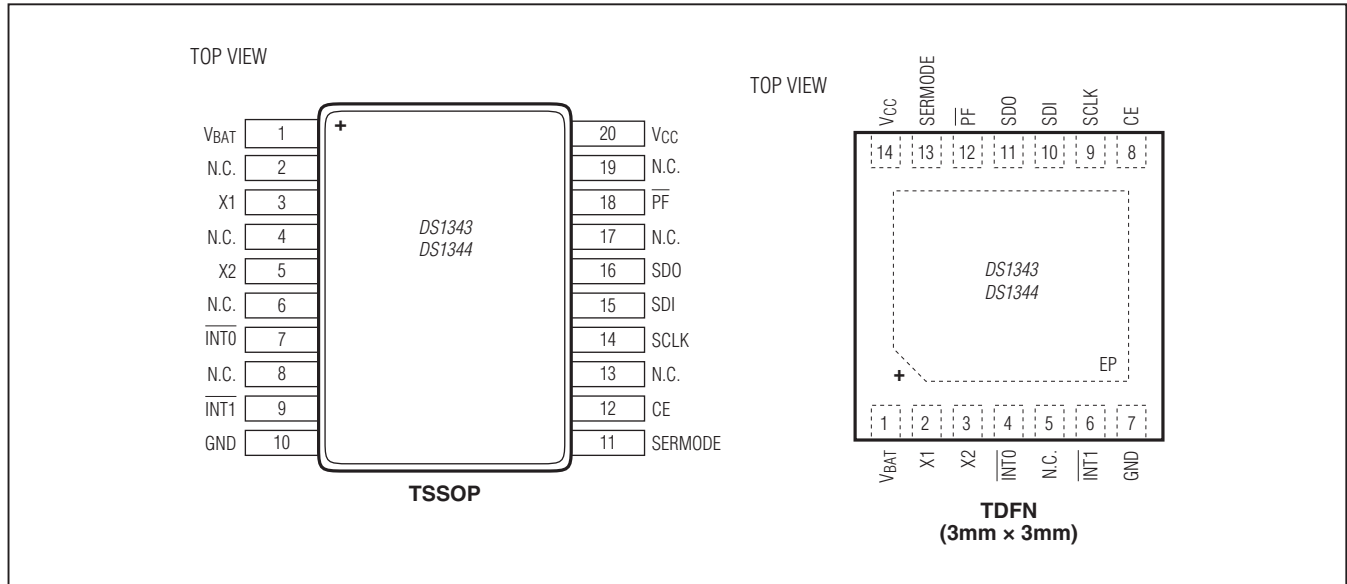 TOP VIEW
VBAT 1 + 20 VCC
N.C. 2 19 N.C.
X1 3 18 PF
N.C. 4 DS1343 17 N.C.
X2 5 DS1344 16 SDO
N.C. 6 15 SDI
INT0 7 14 SCLK
N.C. 8 13 N.C.
INT1 9 12 CE
GND 10 11 SERMODE
TSSOP
TOP VIEW
VCC SERMODE PF SDO SDI SCLK CE
14 13 12 11 10 9 8
DS1343
DS1344
EP
+
1 2 3 4 5 6 7
VBAT X1 X2 INT0 N.C. INT1 GND
TDFN
(3mm × 3mm)